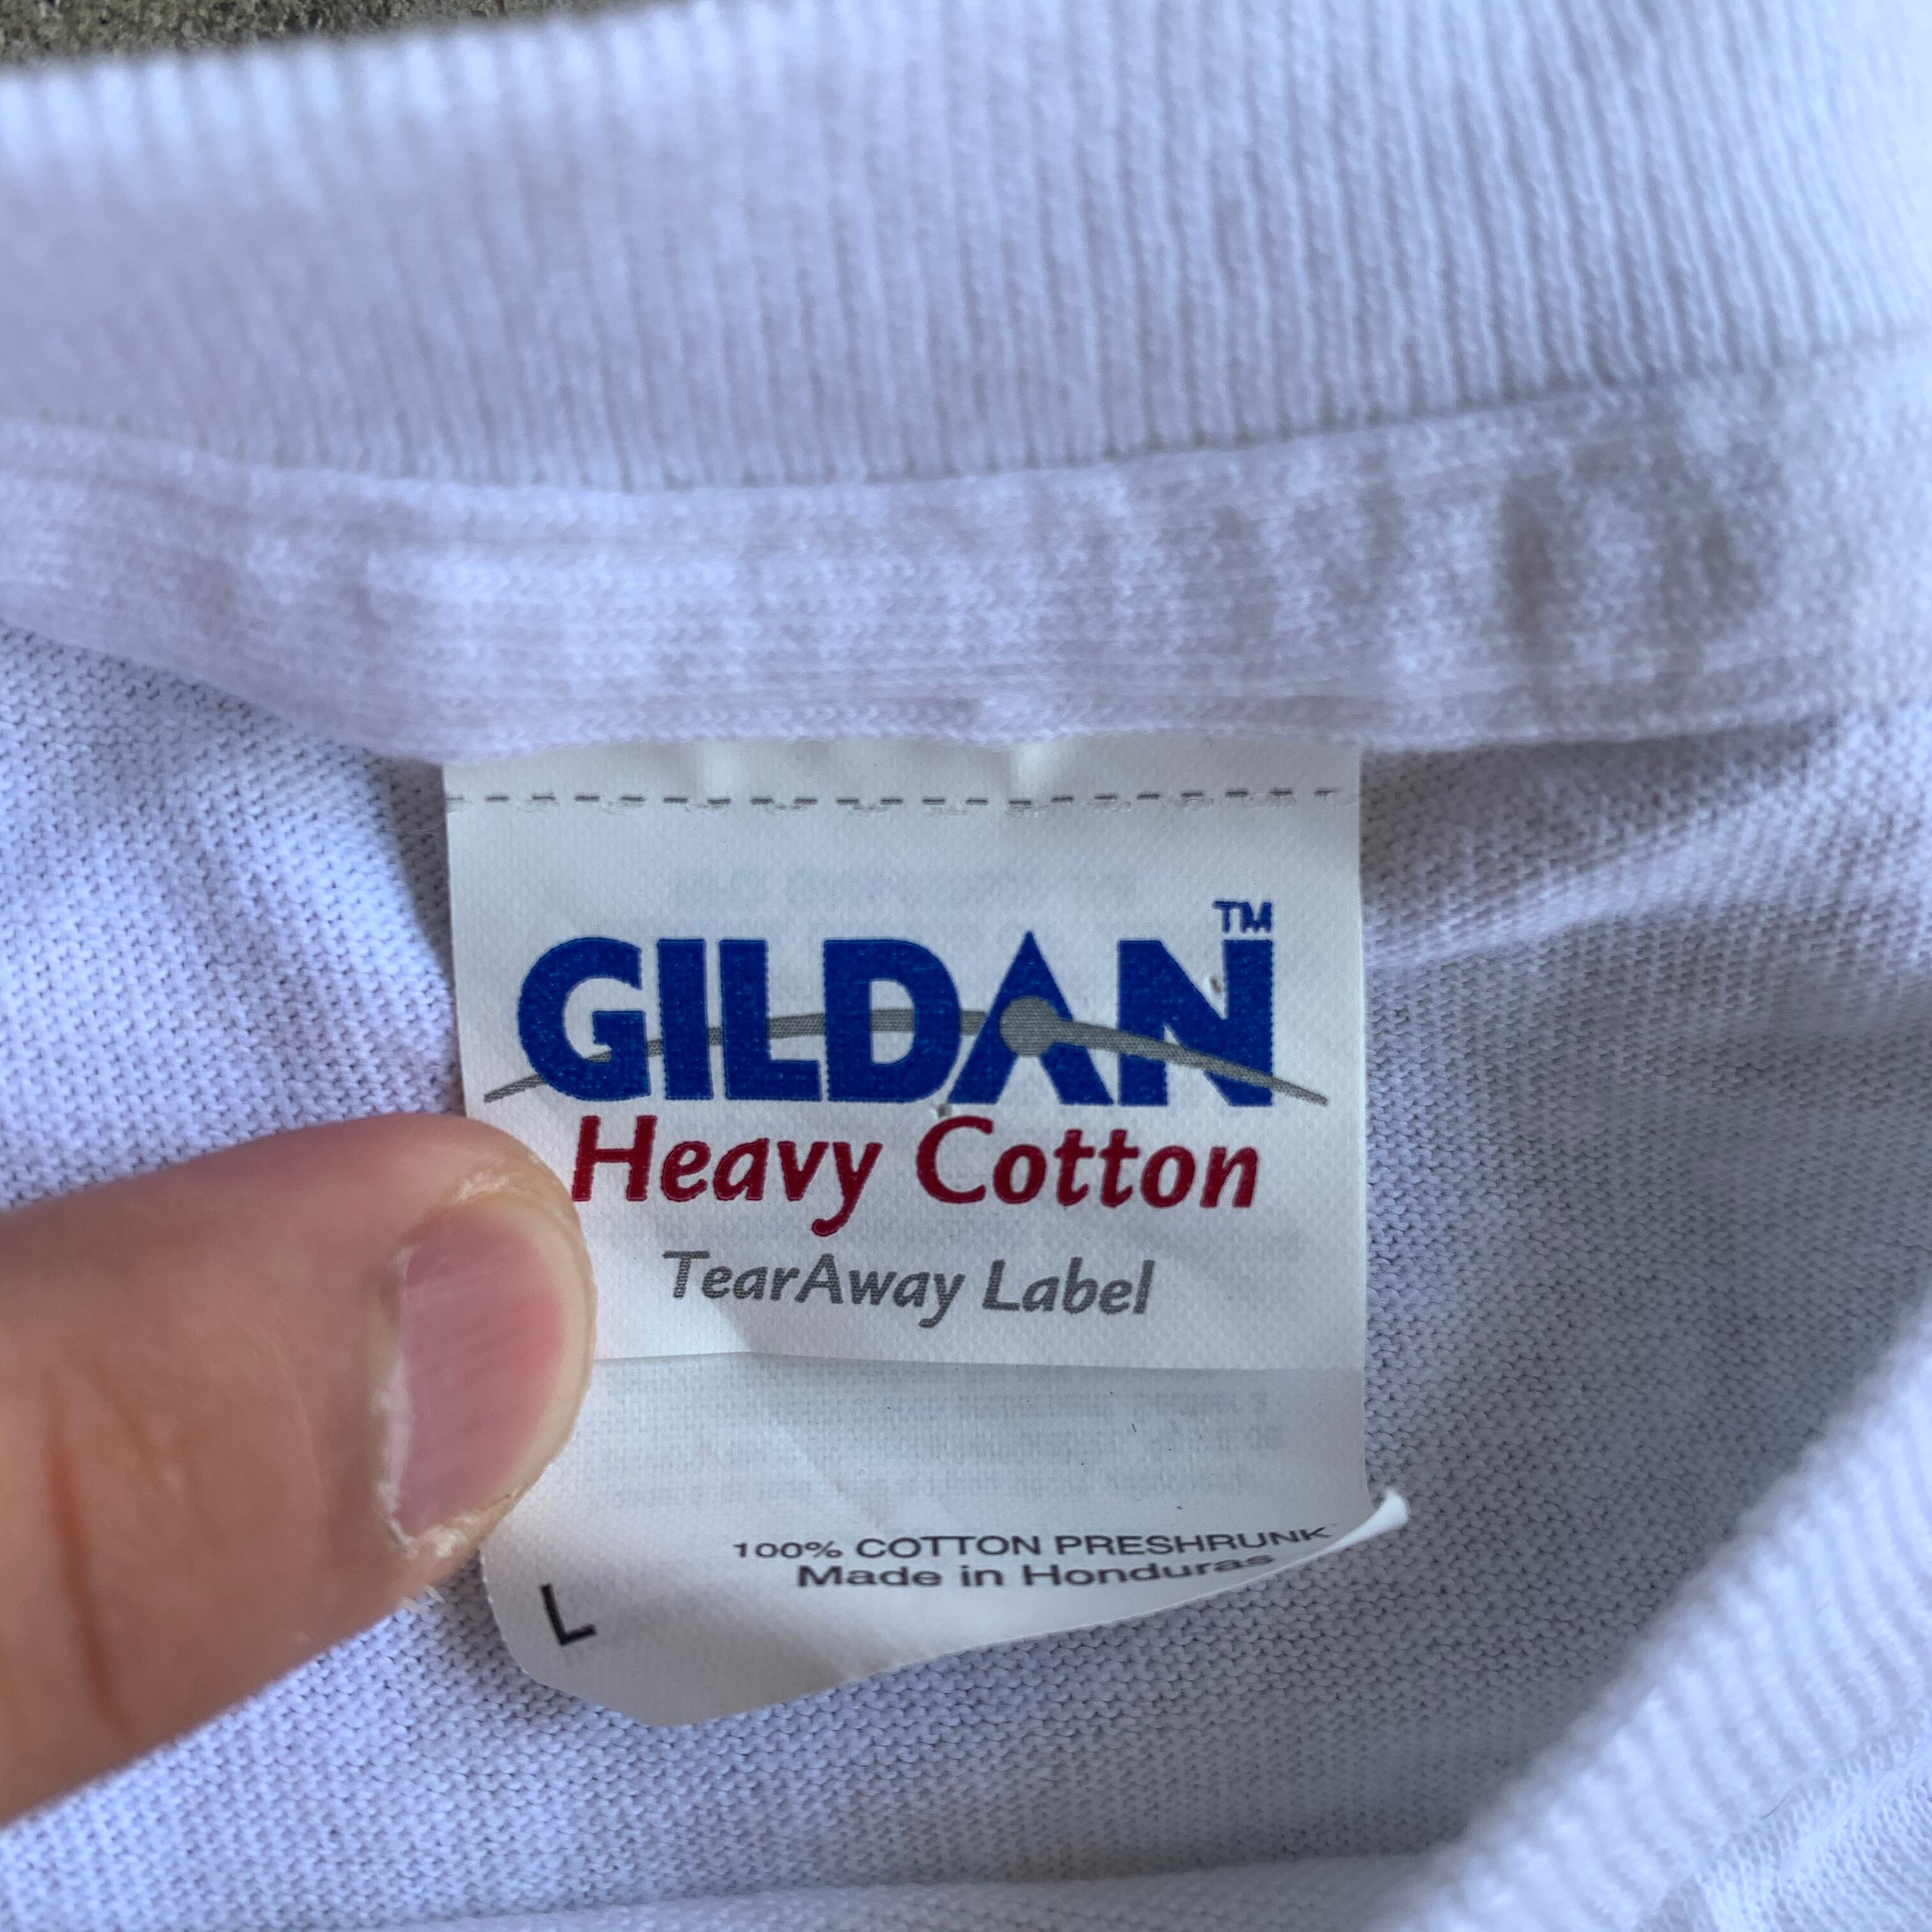 GILDAN™
Heavy Cotton
TearAway Label
100% COTTON PRESHRUNK
Made in Honduras
L